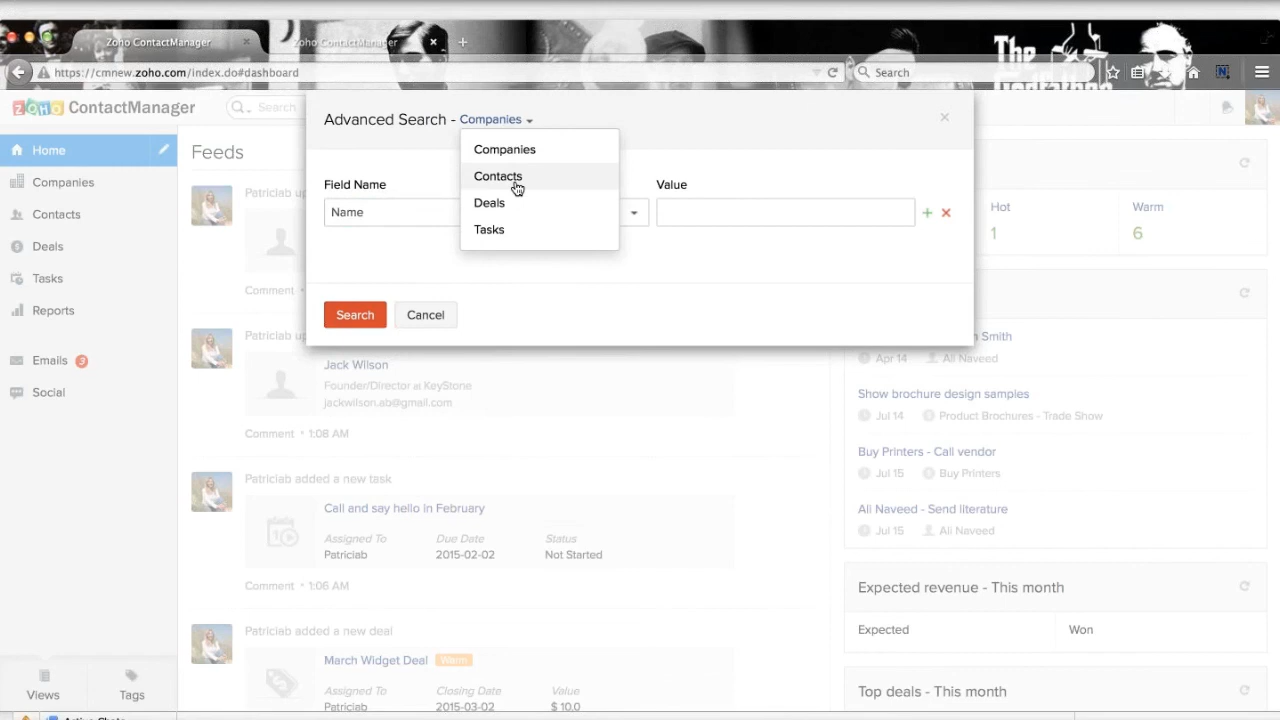 The
Zoho ContactManager
Zoho ContactManager
https://cmnew.zoho.com/index.do#dashboard
Search
ZOHO ContactManager
Search
Advanced Search - Companies
Companies
Contacts
Deals
Tasks
Field Name
Value
Name
Search
Cancel
Home
Companies
Contacts
Deals
Tasks
Reports
Emails 3
Social
Views
Tags
Feeds
Patriciab up
Comment
Patriciab up
Jack Wilson
Founder/Director at KeyStone
jackwilson.ab@gmail.com
Comment • 1:08 AM
Patriciab added a new task
Call and say hello in February
Assigned To Due Date Status
Patriciab 2015-02-02 Not Started
Comment • 1:06 AM
Patriciab added a new deal
March Widget Deal Warm
Assigned To Closing Date Value
Patriciab 2015-03-02 $ 10.0
Hot Warm
1 6
Smith
Apr 14 Ali Naveed
Show brochure design samples
Jul 14 Product Brochures - Trade Show
Buy Printers - Call vendor
Jul 15 Buy Printers
Ali Naveed - Send literature
Jul 15 Ali Naveed
Expected revenue - This month
Expected Won
Top deals - This month